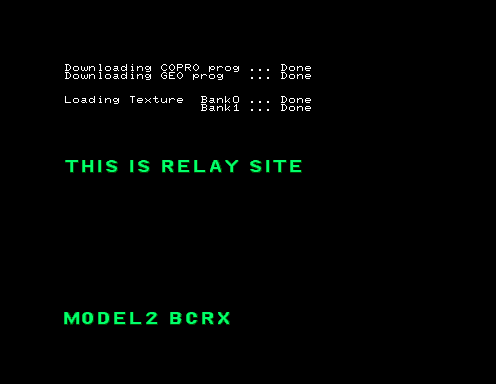 Downloading COPRO prog ... Done
Downloading GEO prog   ... Done
Loading Texture  Bank0 ... Done
Bank1 ... Done
THIS IS RELAY SITE
MODEL2 BCRX